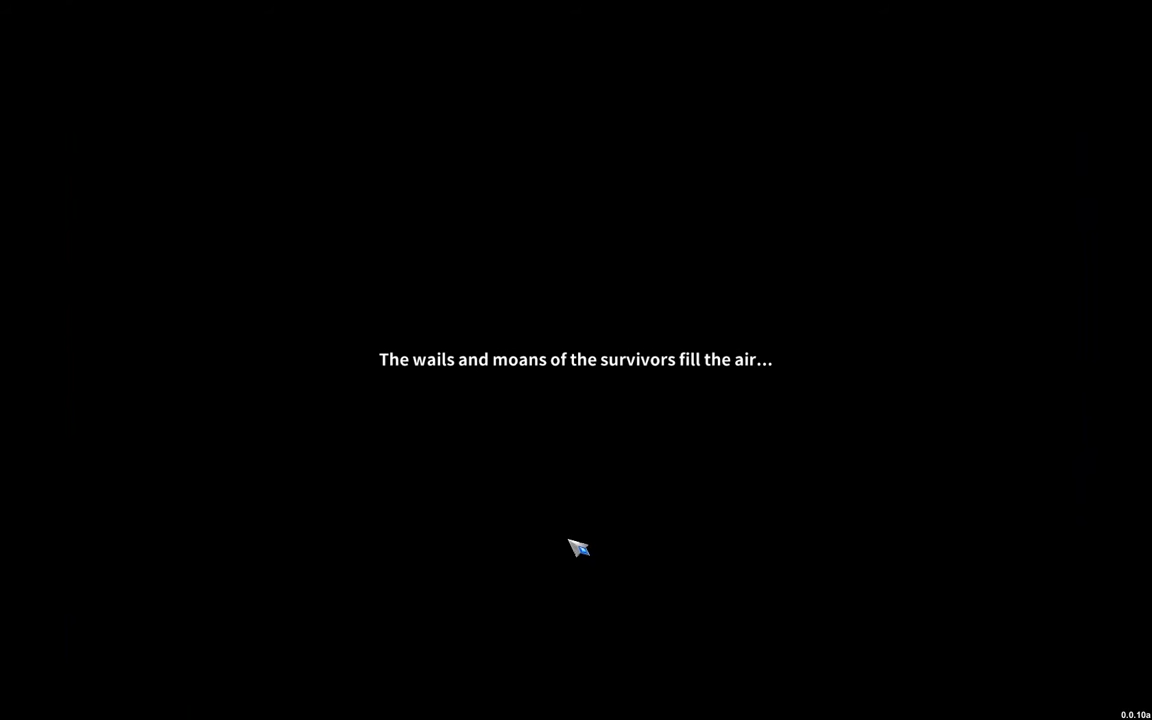 The wails and moans of the survivors fill the air...
0.0.10a